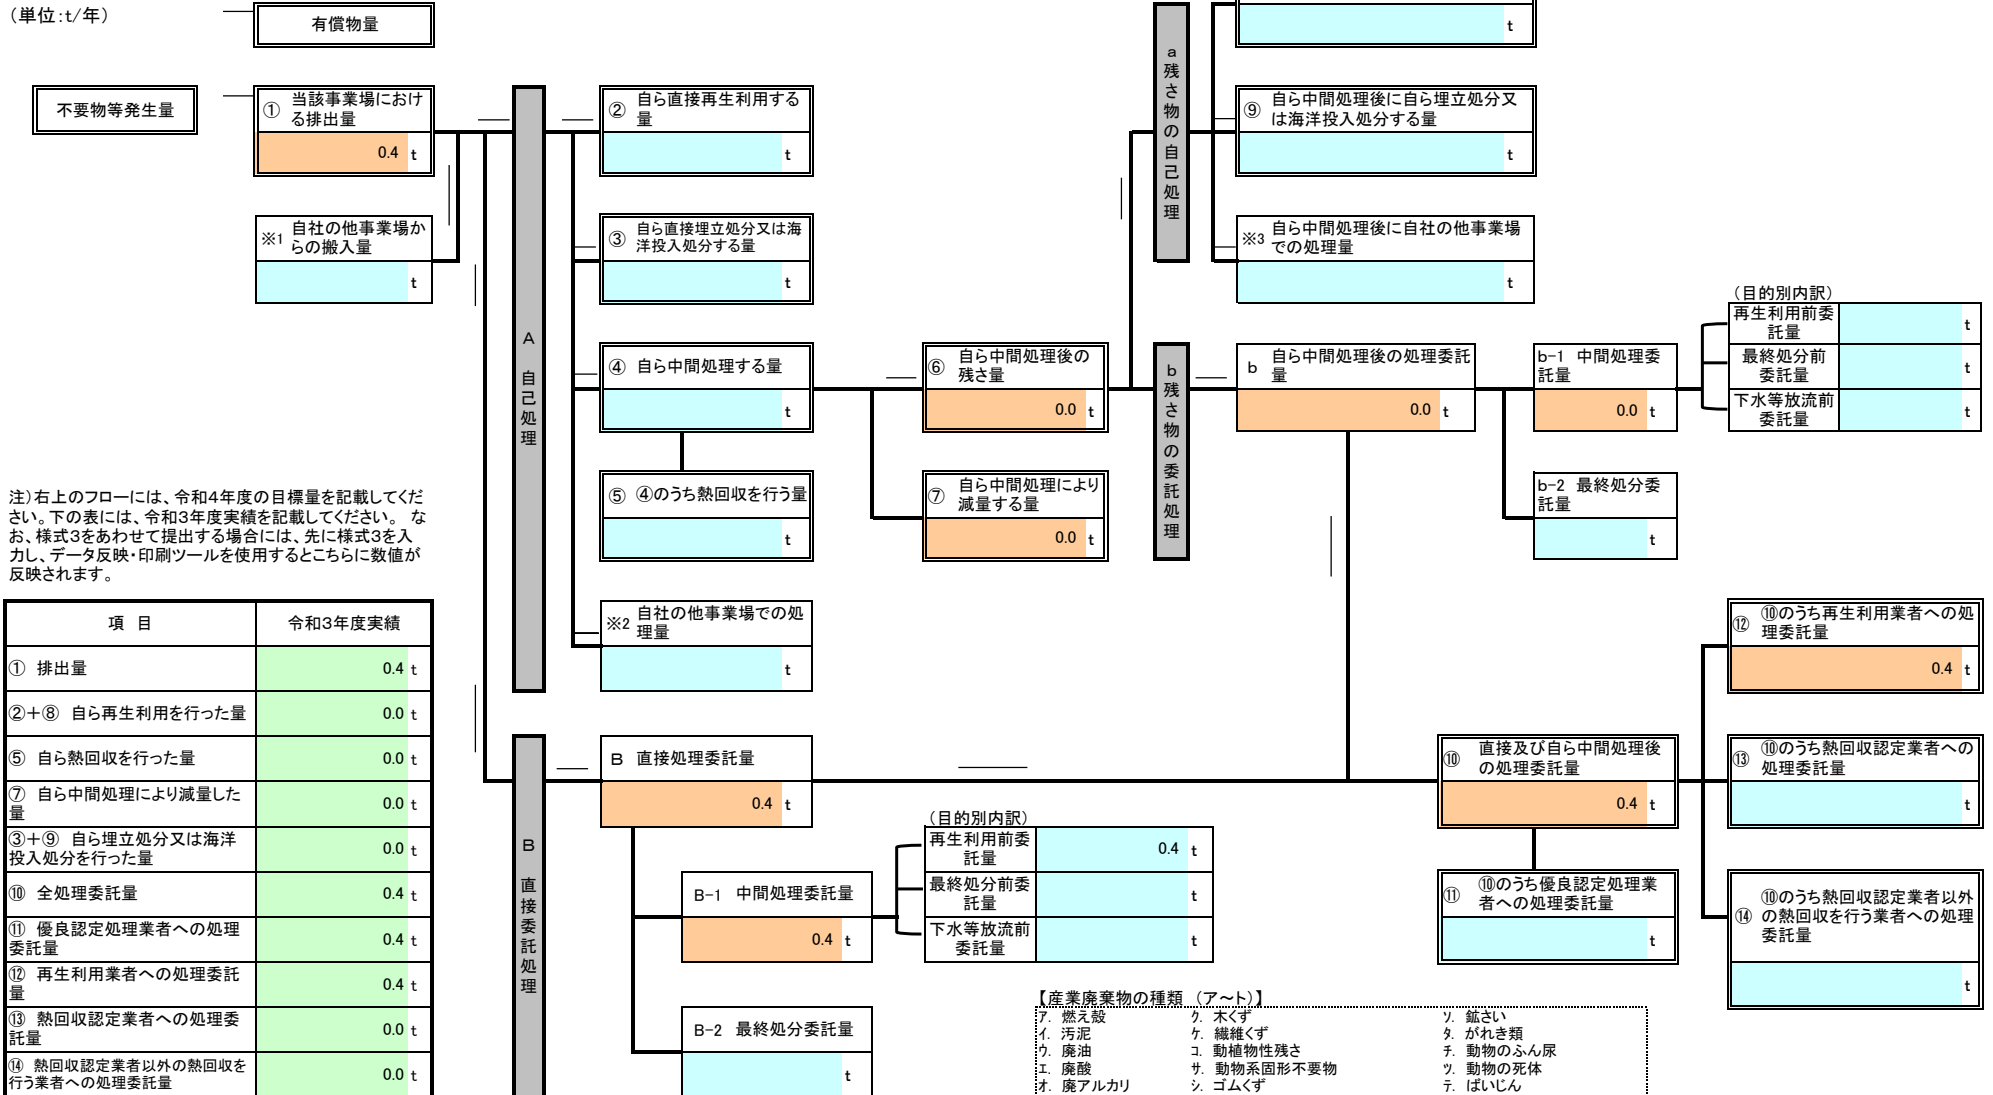 （単位：t/年）
有償物量
t
不要物等発生量
① 当該事業場におけ
る排出量
0.4 t
※1 自社の他事業場か
らの搬入量
t
A 自己処理
② 自ら直接再生利用する
量
t
③ 自ら直接埋立処分又は海
洋投入処分する量
t
④ 自ら中間処理する量
t
⑤ ④のうち熱回収を行う量
t
※2 自社の他事業場での処
理量
t
⑥ 自ら中間処理後の
残さ量
0.0 t
⑦ 自ら中間処理により
減量する量
0.0 t
a 残さ物の自己処理
⑨ 自ら中間処理後に自ら埋立処分又
は海洋投入処分する量
t
※3 自ら中間処理後に自社の他事業場
での処理量
t
b 残さ物の委託処理
b 自ら中間処理後の処理委託
量
0.0 t
b-1 中間処理委
託量
0.0 t
b-2 最終処分委
託量
t
（目的別内訳）
再生利用前委
託量
t
最終処分前
委託量
t
下水等放流前
委託量
t
注）右上のフローには、令和4年度の目標量を記載してくだ
さい。下の表には、令和3年度実績を記載してください。 な
お、様式3をあわせて提出する場合には、先に様式3を入
力し、データ反映・印刷ツールを使用するとこちらに数値が
反映されます。
項 目 令和3年度実績
① 排出量 0.4 t
②＋⑧ 自ら再生利用を行った量 0.0 t
⑤ 自ら熱回収を行った量 0.0 t
⑦ 自ら中間処理により減量した
量 0.0 t
③＋⑨ 自ら埋立処分又は海洋
投入処分を行った量 0.0 t
⑩ 全処理委託量 0.4 t
⑪ 優良認定処理業者への処理
委託量 0.4 t
⑫ 再生利用業者への処理委託
量 0.4 t
⑬ 熱回収認定業者への処理委
託量 0.0 t
⑭ 熱回収認定業者以外の熱回収を
行う業者への処理委託量 0.0 t
B 直接委託処理
B 直接処理委託量
0.4 t
B-1 中間処理委託量
0.4 t
B-2 最終処分委託量
t
（目的別内訳）
再生利用前委
託量
0.4 t
最終処分前委
託量
t
下水等放流前
委託量
t
⑩ 直接及び自ら中間処理後
の処理委託量
0.4 t
⑪ ⑩のうち優良認定処理業
者への処理委託量
t
⑫ ⑩のうち再生利用業者への処
理委託量
0.4 t
⑬ ⑩のうち熱回収認定業者への
処理委託量
t
⑭ ⑩のうち熱回収認定業者以外
の熱回収を行う業者への処理
委託量
t
【産業廃棄物の種類 （ア～ト）】
ア. 燃え殻 ク. 木くず ソ. 鉱さい
イ. 汚泥 ケ. 繊維くず タ. がれき類
ウ. 廃油 コ. 動植物性残さ チ. 動物のふん尿
エ. 廃酸 サ. 動物系固形不要物 ツ. 動物の死体
オ. 廃アルカリ シ. ゴムくず テ. ばいじん